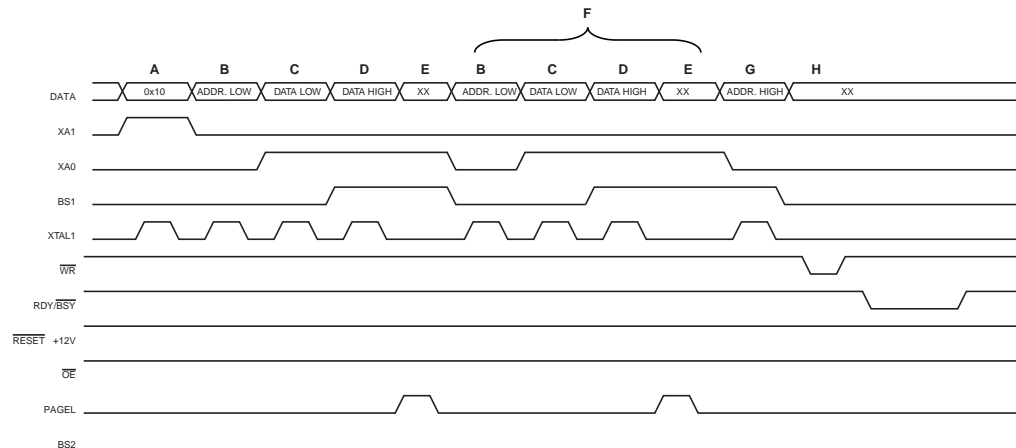 F
A B C D E B C D E G H
DATA 0x10 ADDR. LOW DATA LOW DATA HIGH XX ADDR. LOW DATA LOW DATA HIGH XX ADDR. HIGH XX
XA1
XA0
BS1
XTAL1
WR
RDY/BSY
RESET +12V
OE
PAGEL
BS2